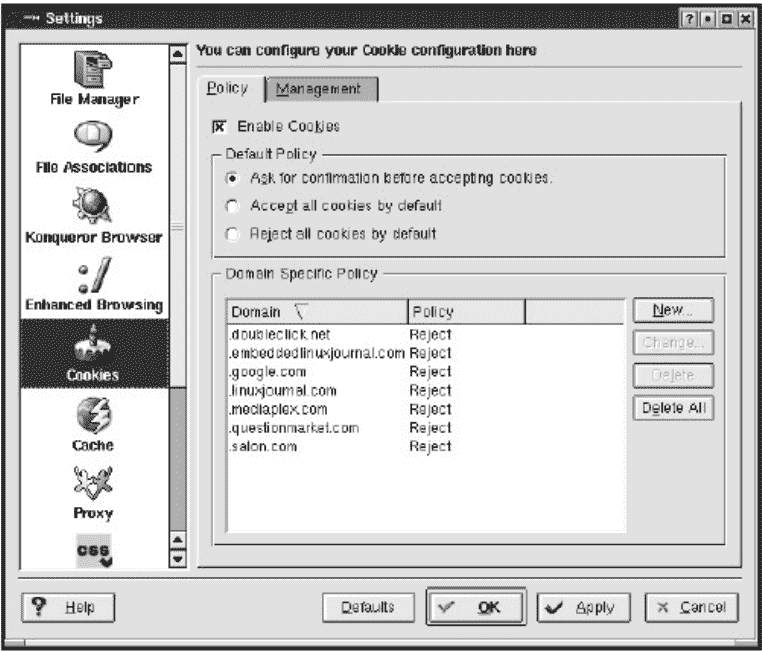 Settings
File Manager
File Associations
Konqueror Browser
Enhanced Browsing
Cookies
Cache
Proxy
css
You can configure your Cookie configuration here
Policy Management
Enable Cookies
Default Policy
Ask for confirmation before accepting cookies.
Accept all cookies by default
Reject all cookies by default
Domain Specific Policy
Domain Policy
.doubleclick.net Reject
.embeddedlinuxjournal.com Reject
.google.com Reject
.linuxjournal.com Reject
.mediaplex.com Reject
.questionmarket.com Reject
.salon.com Reject
New...
Change...
Delete
Delete All
? Help
Defaults
OK
Apply
Cancel